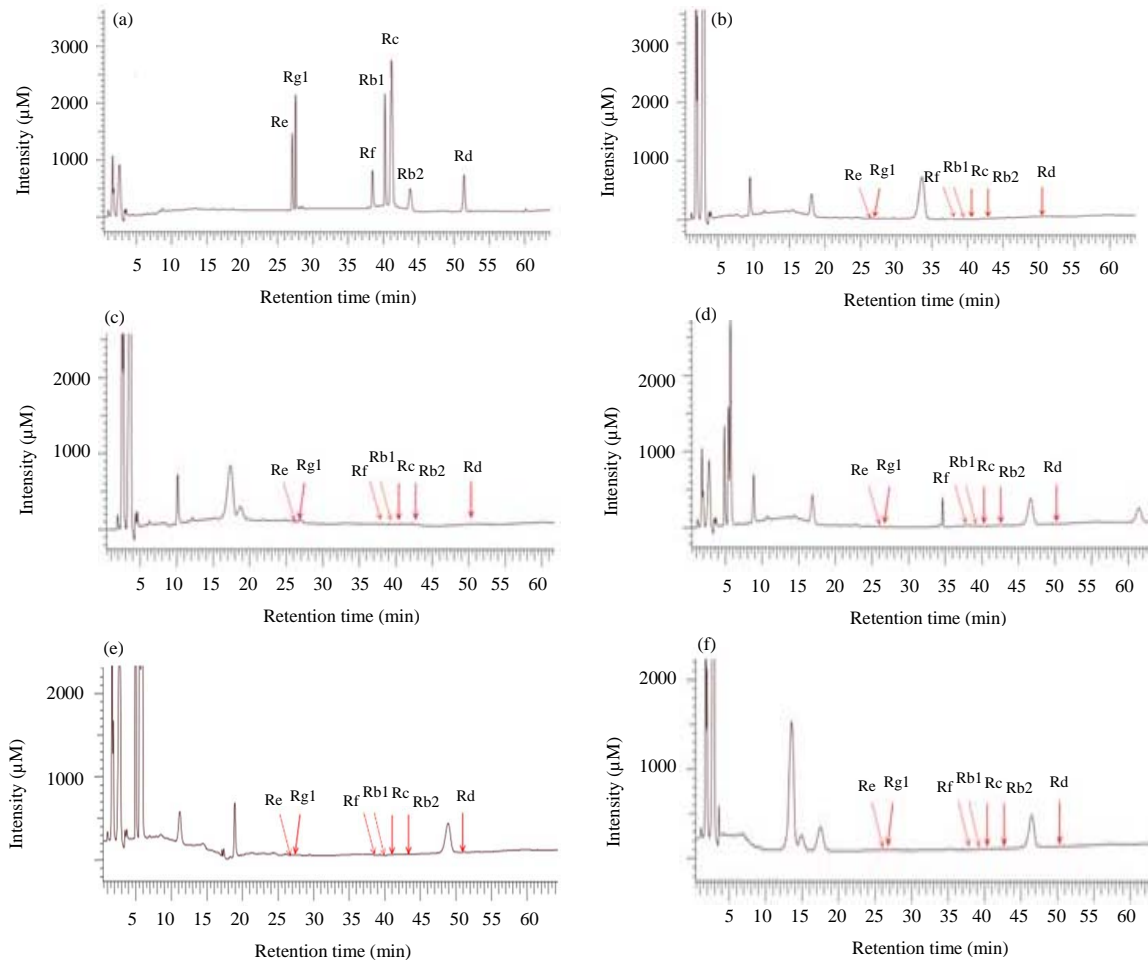 (a)
3000
2000
1000
Intensity (µM)
Re
Rg1
Rf
Rb1
Rc
Rb2
Rd
5 10 15 20 25 30 35 40 45 50 55 60
Retention time (min)
(b)
3000
2000
1000
Intensity (µM)
Re
Rg1
Rf
Rb1
Rc
Rb2
Rd
5 10 15 20 25 30 35 40 45 50 55 60
Retention time (min)
(c)
2000
1000
Intensity (µM)
Re
Rg1
Rf
Rb1
Rc
Rb2
Rd
5 10 15 20 25 30 35 40 45 50 55 60
Retention time (min)
(d)
2000
1000
Intensity (µM)
Re
Rg1
Rf
Rb1
Rc
Rb2
Rd
5 10 15 20 25 30 35 40 45 50 55 60
Retention time (min)
(e)
2000
1000
Intensity (µM)
Re
Rg1
Rf
Rb1
Rc
Rb2
Rd
5 10 15 20 25 30 35 40 45 50 55 60
Retention time (min)
(f)
2000
1000
Intensity (µM)
Re
Rg1
Rf
Rb1
Rc
Rb2
Rd
5 10 15 20 25 30 35 40 45 50 55 60
Retention time (min)